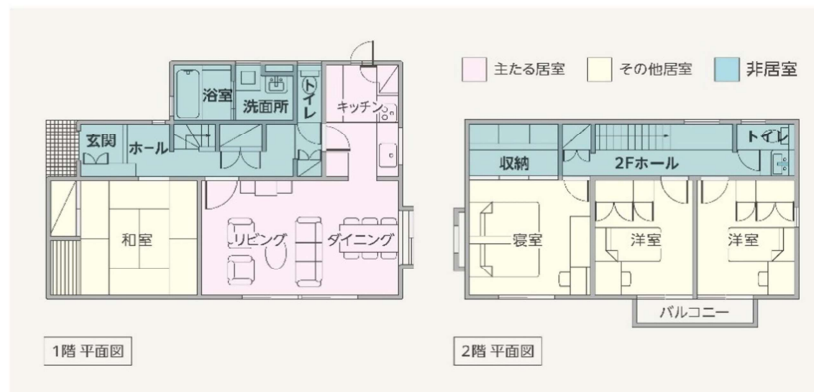 主たる居室
その他居室
非居室
浴室
洗面所
トイレ
キッチン
玄関
ホール
和室
リビング
ダイニング
1階 平面図
トイレ
収納
2Fホール
寝室
洋室
洋室
バルコニー
2階 平面図